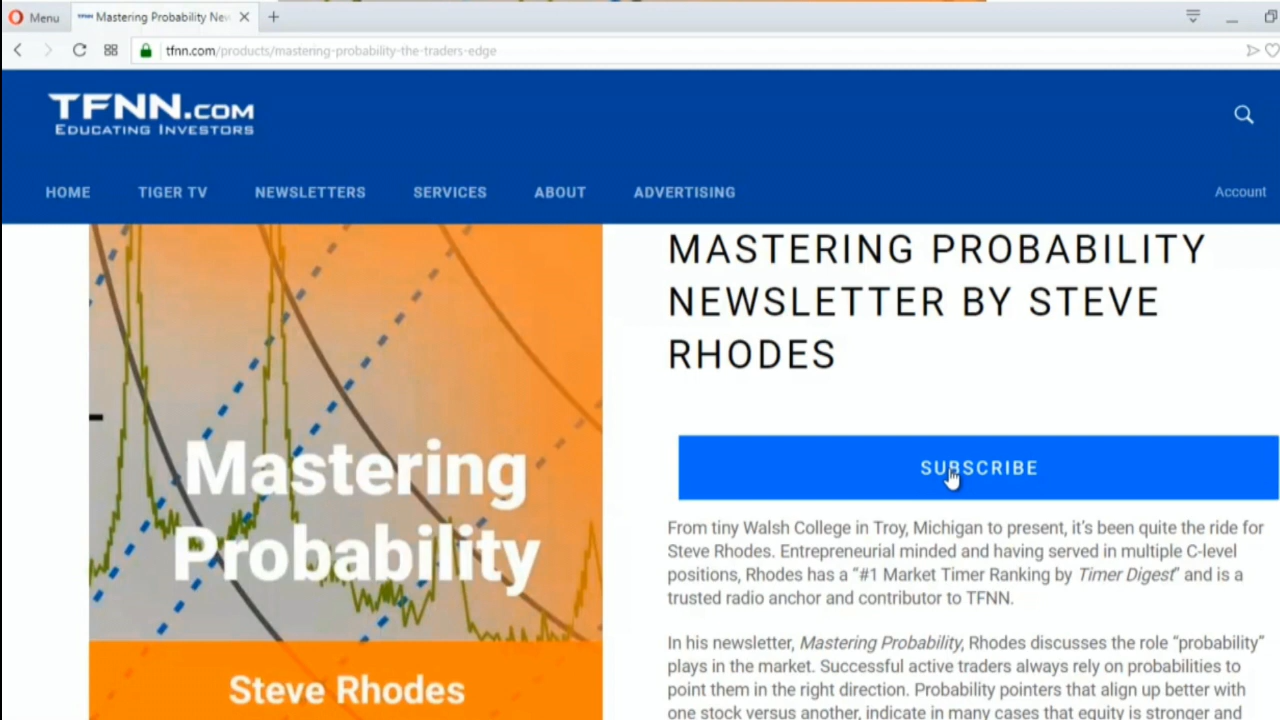 Menu
TFNN Mastering Probability New
tfnn.com/products/mastering-probability-the-traders-edge
TFNN.COM
EDUCATING INVESTORS
HOME TIGER TV NEWSLETTERS SERVICES ABOUT ADVERTISING Account
MASTERING PROBABILITY
NEWSLETTER BY STEVE
RHODES
Mastering
Probability
Steve Rhodes
SUBSCRIBE
From tiny Walsh College in Troy, Michigan to present, it's been quite the ride for
Steve Rhodes. Entrepreneurial minded and having served in multiple C-level
positions, Rhodes has a “#1 Market Timer Ranking by Timer Digest” and is a
trusted radio anchor and contributor to TFNN.
In his newsletter, Mastering Probability, Rhodes discusses the role “probability”
plays in the market. Successful active traders always rely on probabilities to
point them in the right direction. Probability pointers that align up better with
one stock versus another, indicate in many cases that equity is stronger and